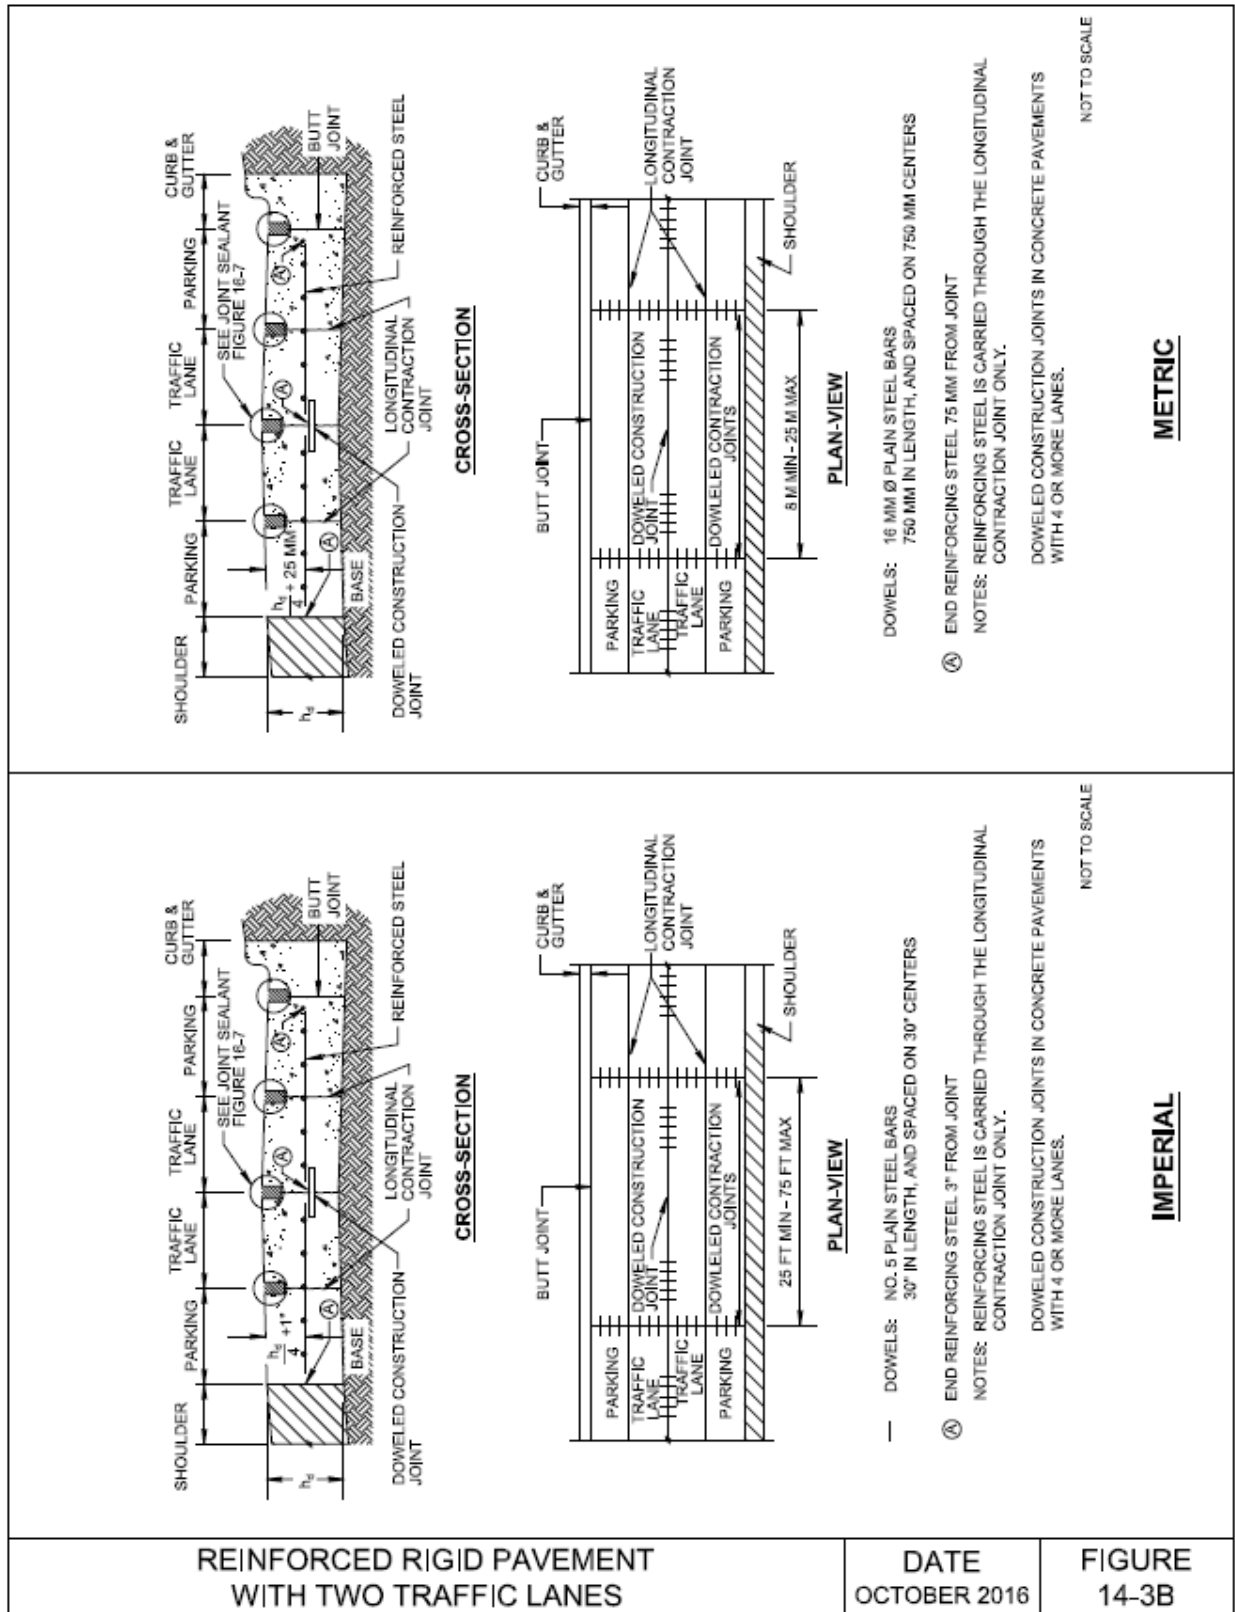 SHOULDER
PARKING
TRAFFIC
LANE
TRAFFIC
LANE
PARKING
CURB &
GUTTER
SEE JOINT SEALANT
FIGURE 16-7
hd
hd
4
+ 25 MM
A
A
A
BASE
BUTT
JOINT
DOWELED CONSTRUCTION
JOINT
LONGITUDINAL
CONTRACTION
JOINT
REINFORCED STEEL
CROSS-SECTION
BUTT JOINT
CURB &
GUTTER
LONGITUDINAL
CONTRACTION
JOINT
PARKING
TRAFFIC
LANE
TRAFFIC
LANE
PARKING
DOWELED CONSTRUCTION
JOINT
DOWLELED CONTRACTION
JOINTS
SHOULDER
8 M MIN - 25 M MAX
PLAN-VIEW
DOWELS: 16 MM Ø PLAIN STEEL BARS
750 MM IN LENGTH, AND SPACED ON 750 MM CENTERS
A END REINFORCING STEEL 75 MM FROM JOINT
NOTES: REINFORCING STEEL IS CARRIED THROUGH THE LONGITUDINAL
CONTRACTION JOINT ONLY.
DOWELED CONSTRUCTION JOINTS IN CONCRETE PAVEMENTS
WITH 4 OR MORE LANES.
NOT TO SCALE
METRIC
SHOULDER
PARKING
TRAFFIC
LANE
TRAFFIC
LANE
PARKING
CURB &
GUTTER
SEE JOINT SEALANT
FIGURE 16-7
hd
hd
4
+1"
A
A
A
BASE
BUTT
JOINT
DOWELED CONSTRUCTION
JOINT
LONGITUDINAL
CONTRACTION
JOINT
REINFORCED STEEL
CROSS-SECTION
BUTT JOINT
CURB &
GUTTER
LONGITUDINAL
CONTRACTION
JOINT
PARKING
TRAFFIC
LANE
TRAFFIC
LANE
PARKING
DOWELED CONSTRUCTION
JOINT
DOWLELED CONTRACTION
JOINTS
SHOULDER
25 FT MIN - 75 FT MAX
PLAN-VIEW
— DOWELS: NO. 5 PLAIN STEEL BARS
30" IN LENGTH, AND SPACED ON 30" CENTERS
A END REINFORCING STEEL 3" FROM JOINT
NOTES: REINFORCING STEEL IS CARRIED THROUGH THE LONGITUDINAL
CONTRACTION JOINT ONLY.
DOWELED CONSTRUCTION JOINTS IN CONCRETE PAVEMENTS
WITH 4 OR MORE LANES.
NOT TO SCALE
IMPERIAL
REINFORCED RIGID PAVEMENT
WITH TWO TRAFFIC LANES
DATE
OCTOBER 2016
FIGURE
14-3B